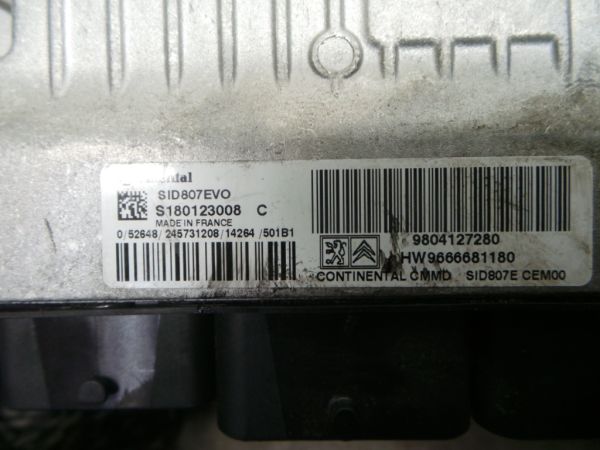 SID807EVO
S180123008 C
MADE IN FRANCE
0/52648/245731208/14264/501B1
9804127280
HW9666681180
CONTINENTAL CMMD SID807E CEM00